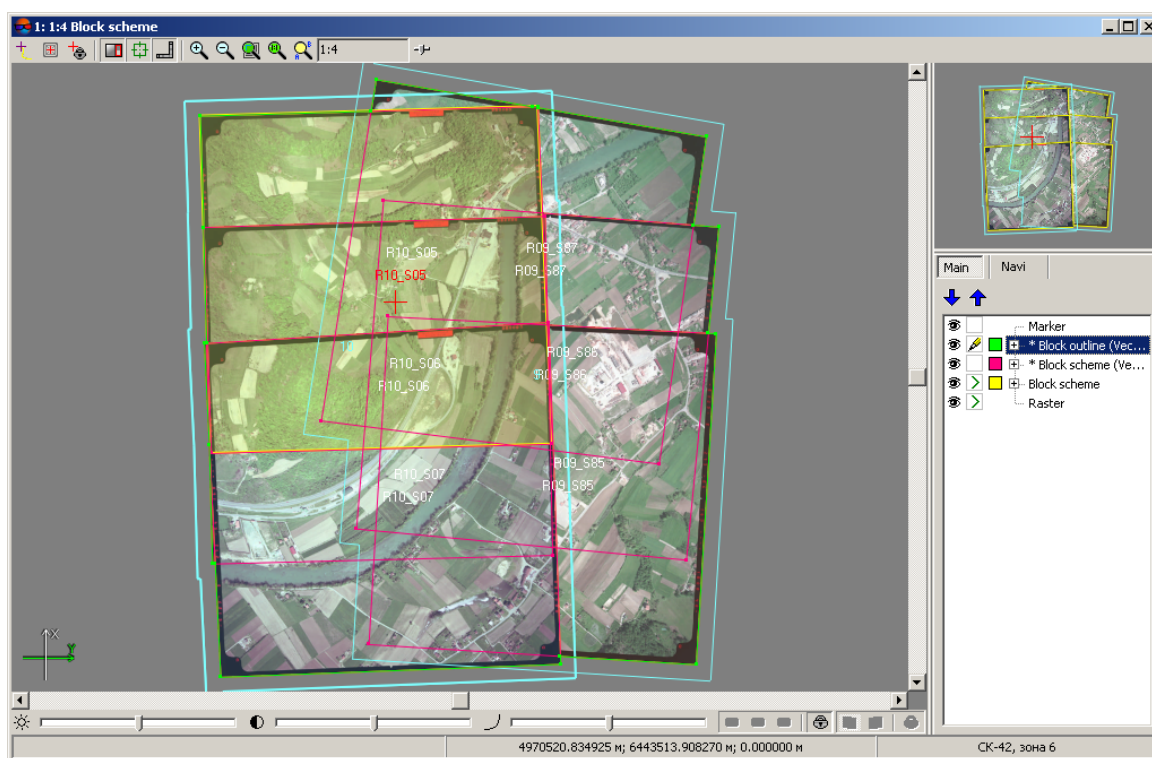 1: 1:4 Block scheme
1:4
R10_S05
R09_S87
R10_S05
R09_S87
R10_S06
R09_S86
R10_S06
R09_S86
R10_S07
R09_S85
R10_S07
R09_S85
X
Y
Main
Navi
Marker
* Block outline (Vec...
* Block scheme (Ve...
Block scheme
Raster
4970520.834925 м; 6443513.908270 м; 0.000000 м
СК-42, зона 6